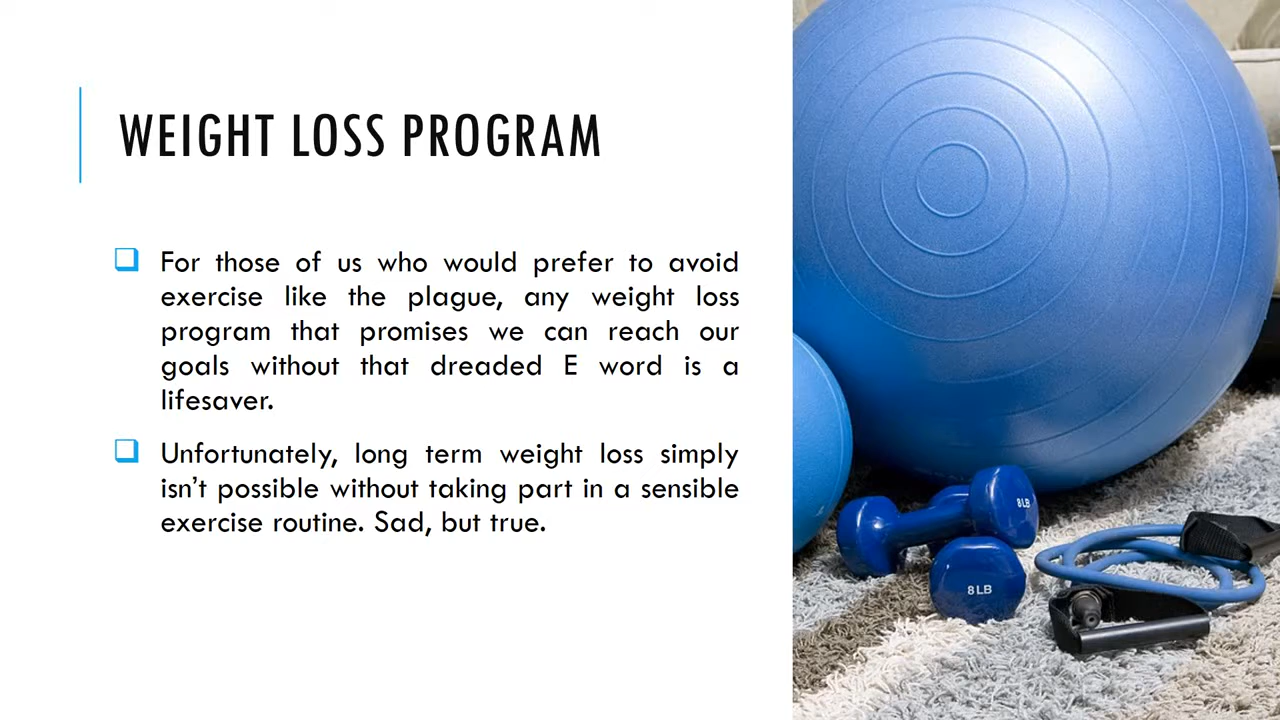 WEIGHT LOSS PROGRAM
For those of us who would prefer to avoid
exercise like the plague, any weight loss
program that promises we can reach our
goals without that dreaded E word is a
lifesaver.
Unfortunately, long term weight loss simply
isn't possible without taking part in a sensible
exercise routine. Sad, but true.
8LB
8LB